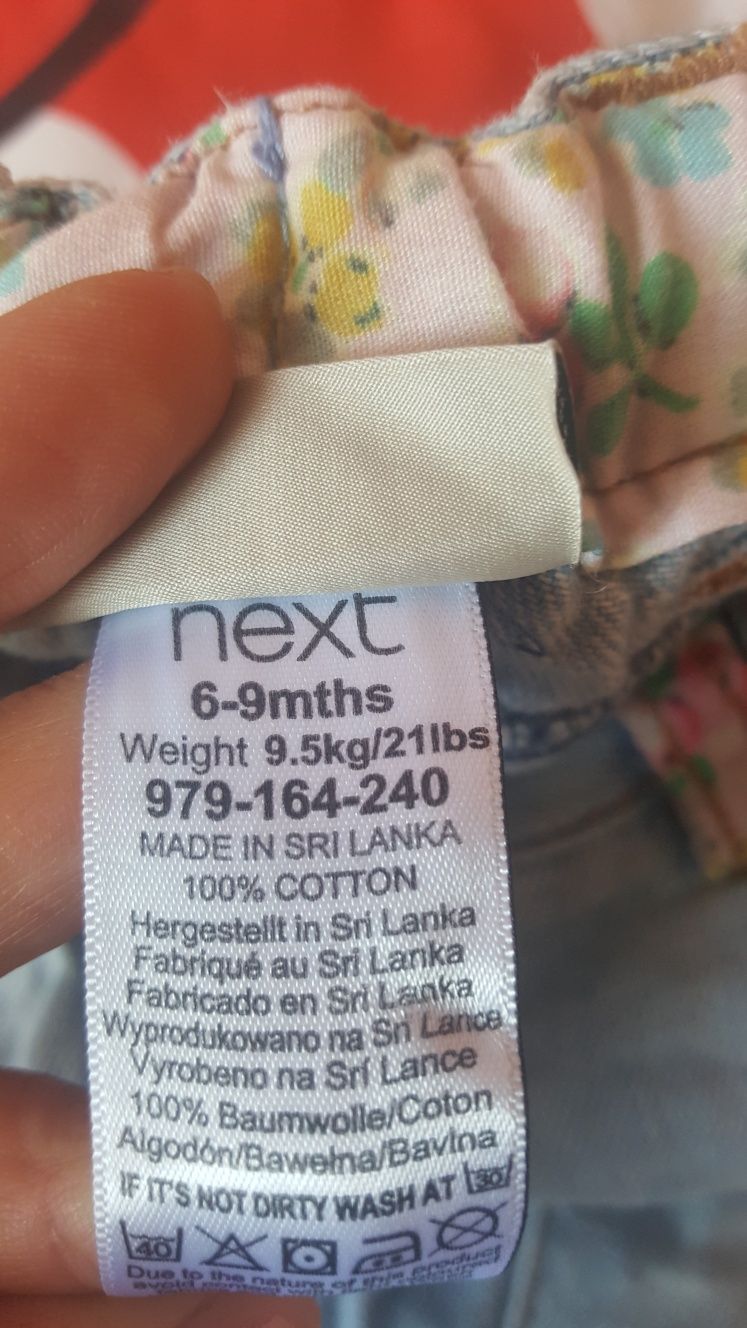 next
6-9mths
Weight 9.5kg/21lbs
979-164-240
MADE IN SRI LANKA
100% COTTON
Hergestellt in Sri Lanka
Fabriqué au Sri Lanka
Fabricado en Sri Lanka
Wyprodukowano na Sri Lance
Vyrobeno na Srí Lance
100% Baumwolle/Coton
Algodón/Bawełna/Bavlna
IF IT'S NOT DIRTY WASH AT 30
40
Due to the nature of this product
avoid contact with